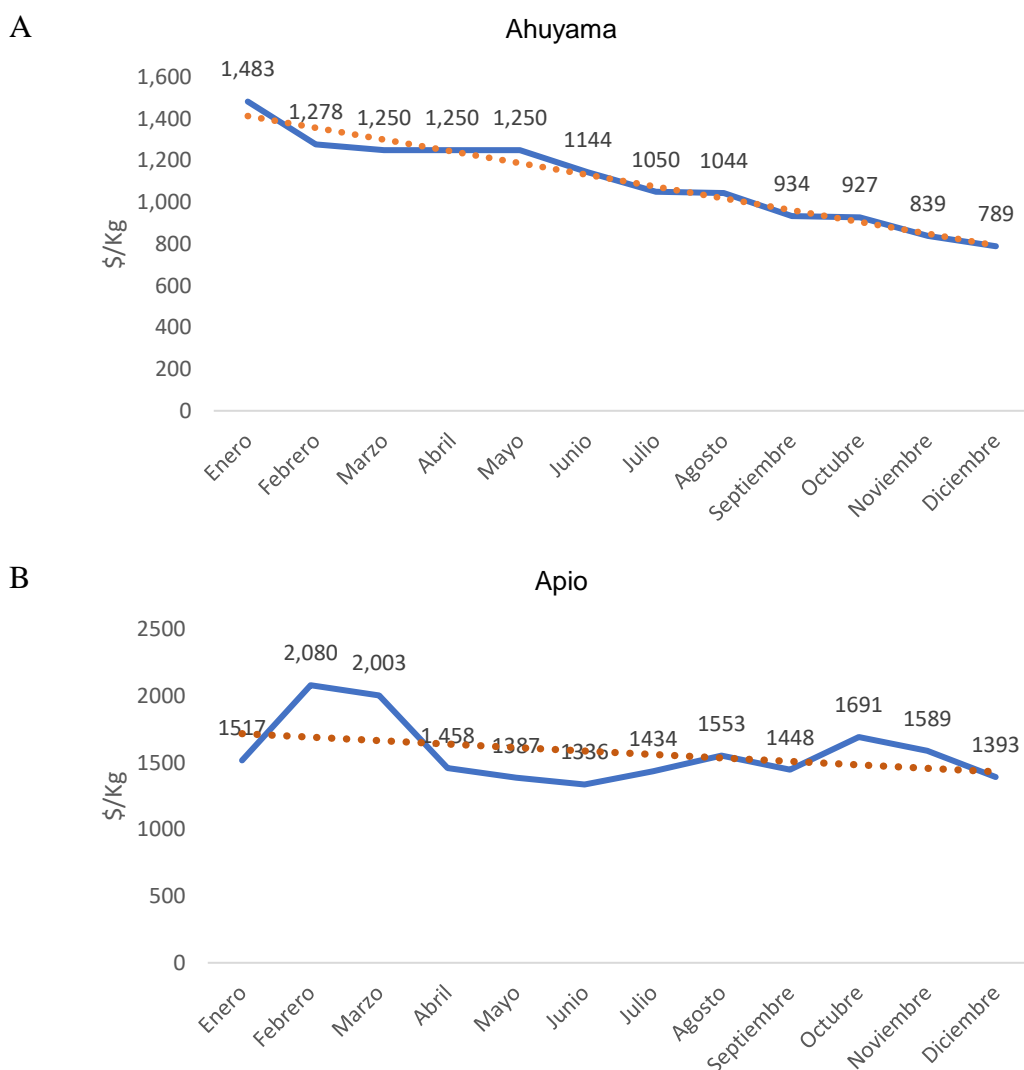 A
Ahuyama
1,483
1,278
1,250
1,250
1,250
1144
1050
1044
934
927
839
789
1,600
1,400
1,200
1,000
800
600
400
200
0
$/Kg
Enero
Febrero
Marzo
Abril
Mayo
Junio
Julio
Agosto
Septiembre
Octubre
Noviembre
Diciembre
B
Apio
1517
2,080
2,003
1,458
1387
1336
1434
1553
1448
1691
1589
1393
2500
2000
1500
1000
500
0
$/Kg
Enero
Febrero
Marzo
Abril
Mayo
Junio
Julio
Agosto
Septiembre
Octubre
Noviembre
Diciembre